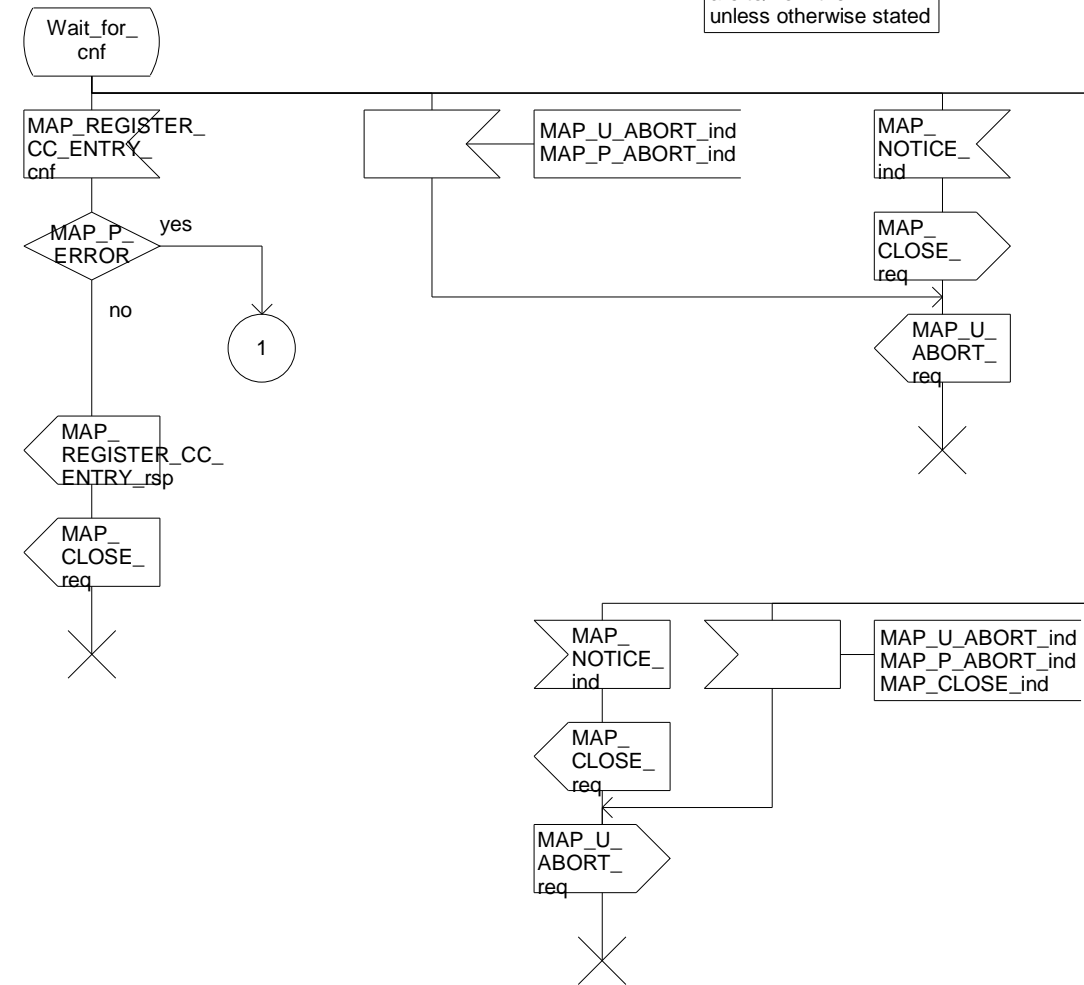 unless otherwise stated
Wait_for_
cnf
MAP_REGISTER_
CC_ENTRY_
cnf
MAP_U_ABORT_ind
MAP_P_ABORT_ind
MAP_
NOTICE_
ind
MAP_P_
ERROR
yes
no
1
MAP_
CLOSE_
req
MAP_U_
ABORT_
req
MAP_
REGISTER_CC_
ENTRY_rsp
MAP_
CLOSE_
req
MAP_
NOTICE_
ind
MAP_U_ABORT_ind
MAP_P_ABORT_ind
MAP_CLOSE_ind
MAP_
CLOSE_
req
MAP_U_
ABORT_
req